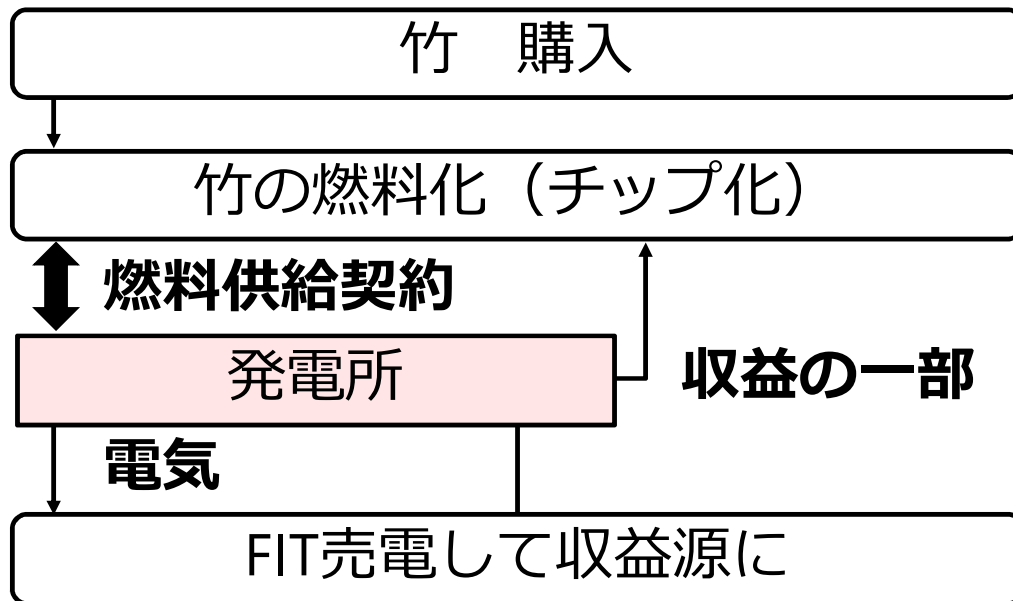 竹　購入
竹の燃料化（チップ化）
燃料供給契約
発電所
収益の一部
電気
FIT売電して収益源に